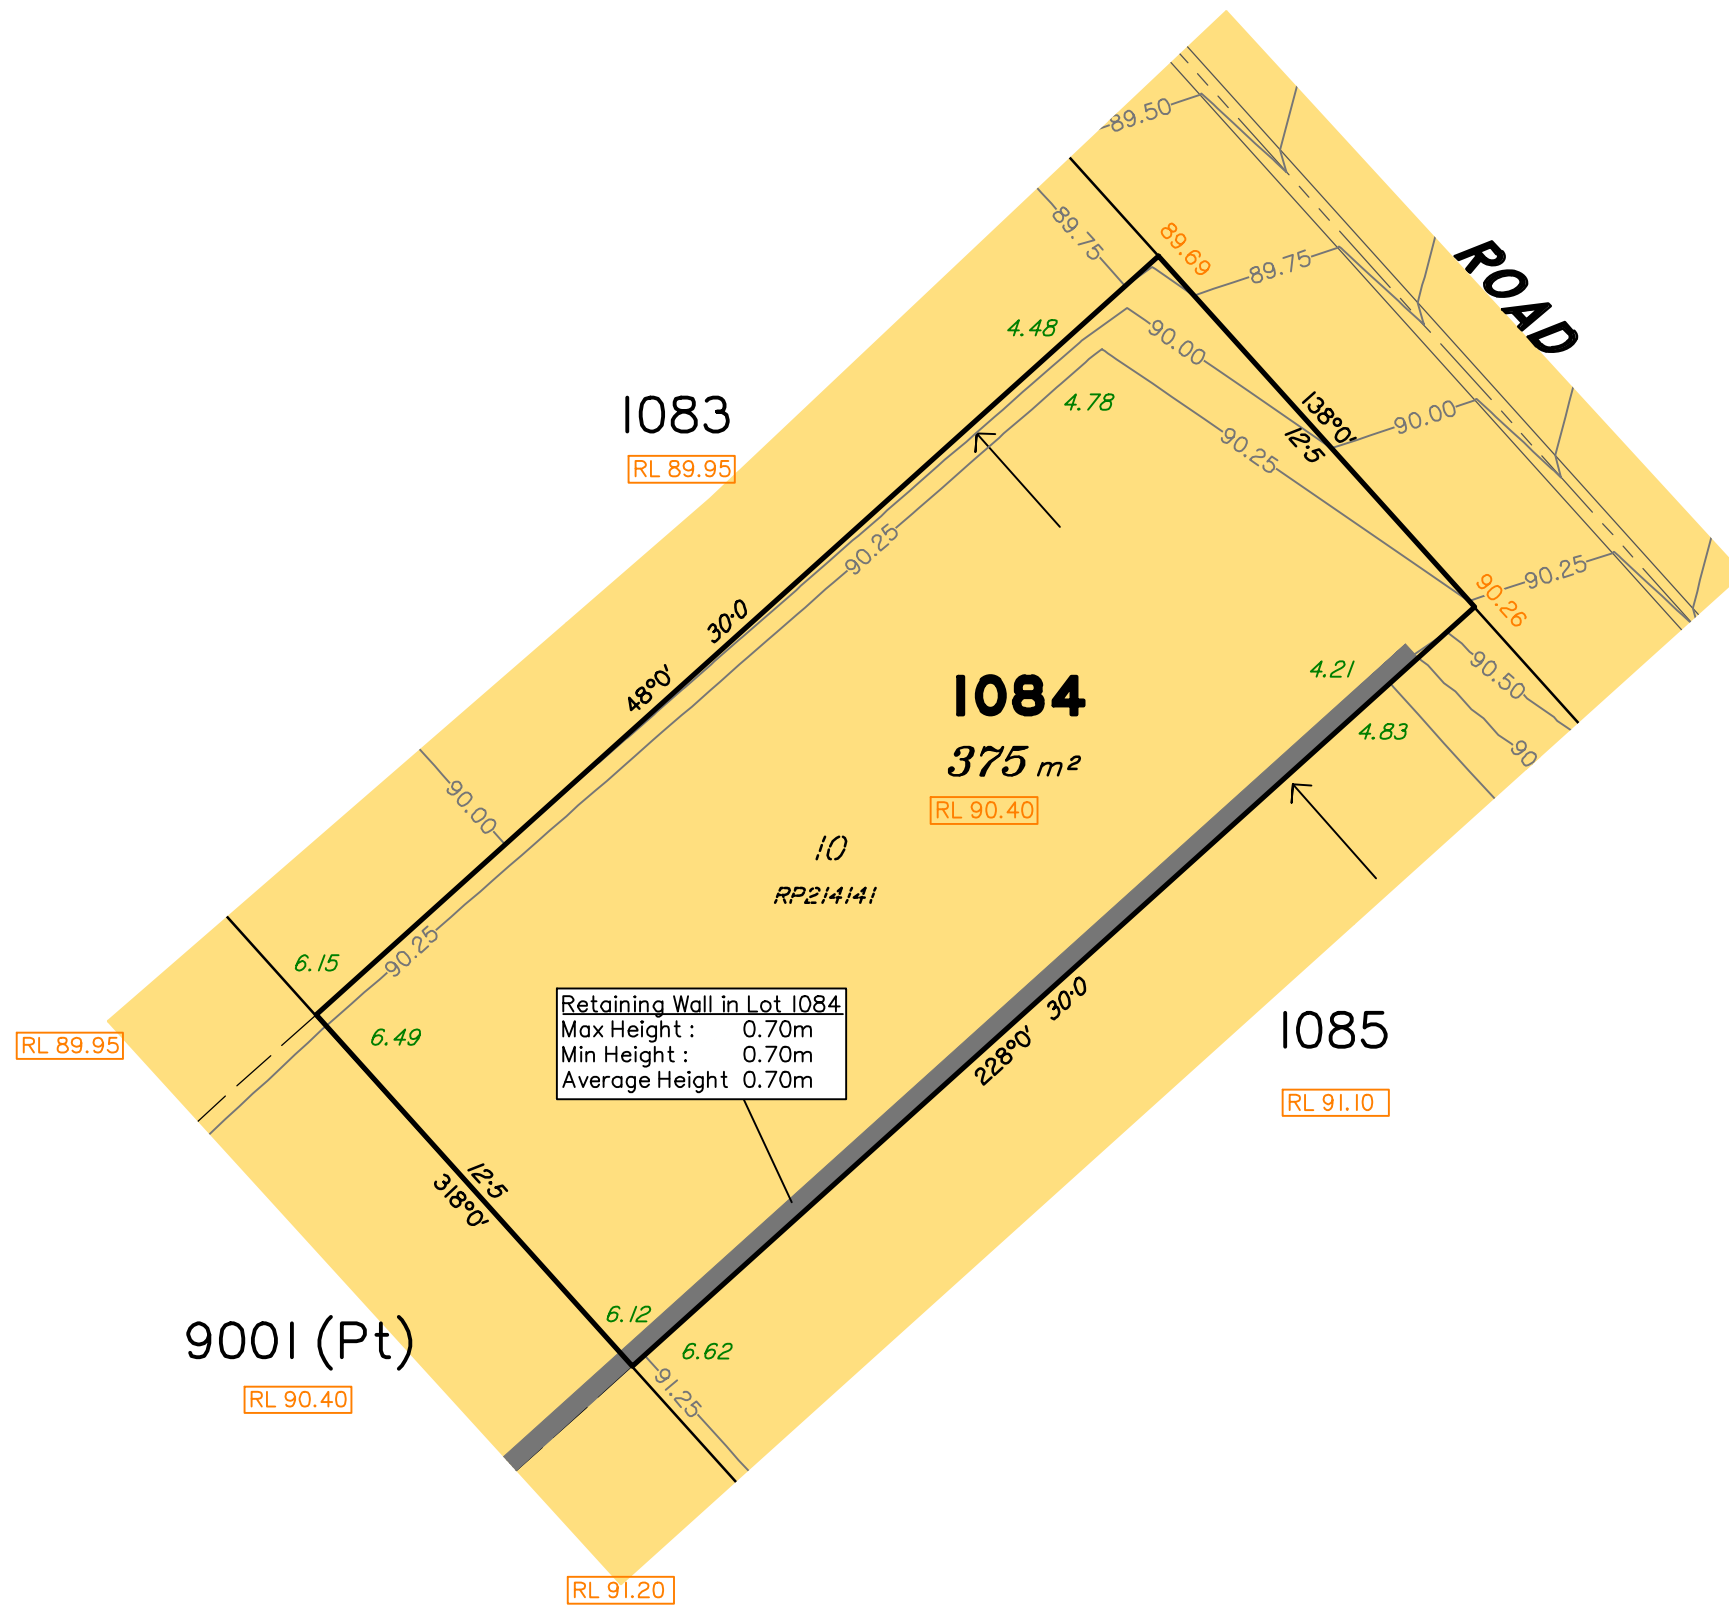 89.50
89.75
89.69
89.75
ROAD
4.48
90.00
1083
4.78
138°0'
12.5
90.00
RL 89.95
90.25
90.25
90.25
90.26
30.0
48°0'
4.21
90.50
1084
4.83
90
375 m²
90.00
RL 90.40
10
RP214141
90.25
6.15
Retaining Wall in Lot 1084
Max Height : 0.70m
Min Height : 0.70m
Average Height 0.70m
30.0
228°0'
1085
RL 89.95
6.49
RL 91.10
12.5
318°0'
6.12
9001 (Pt)
6.62
RL 90.40
91.25
RL 91.20